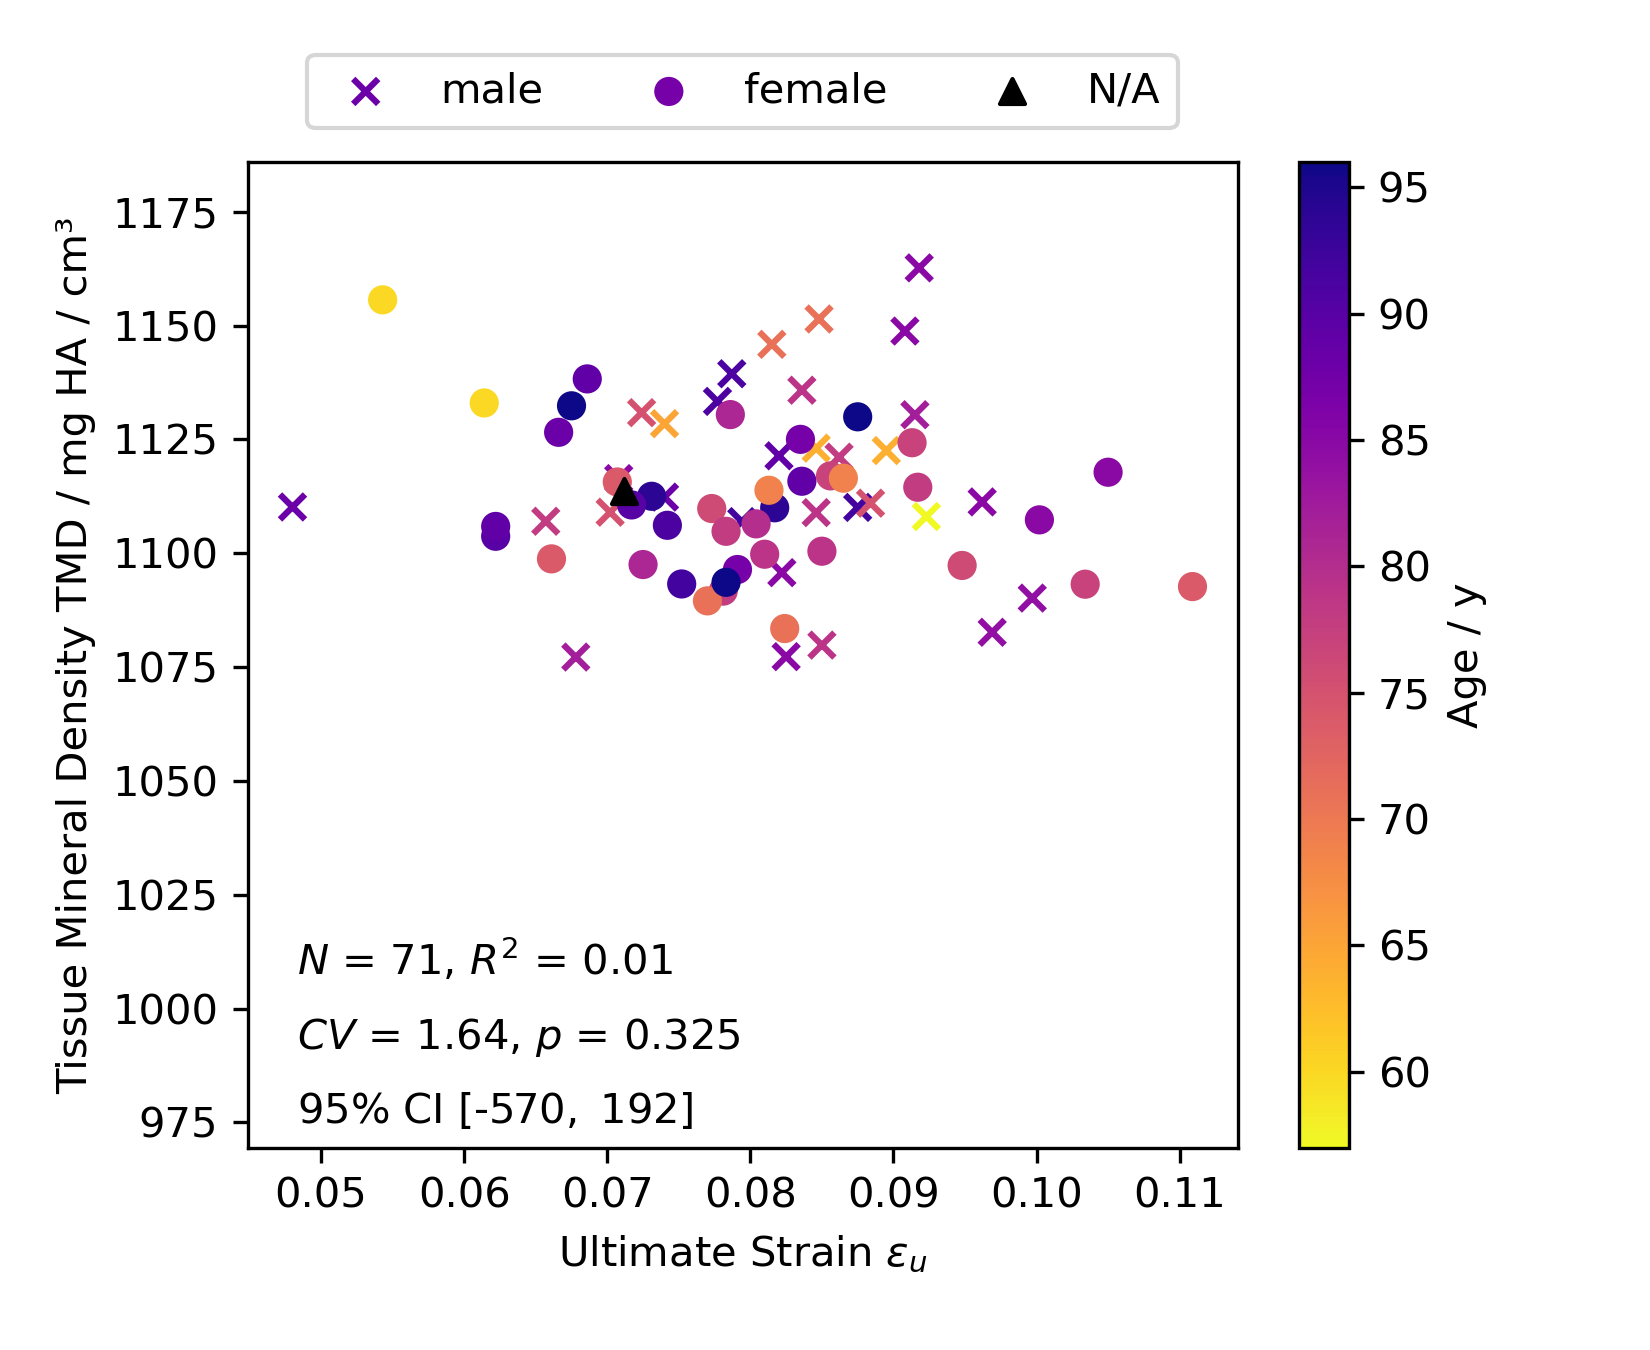 male female N/A
1175
1150
1125
1100
1075
1050
1025
1000
975
Tissue Mineral Density TMD / mg HA / cm³
N = 71, R² = 0.01
CV = 1.64, p = 0.325
95% CI [-570, 192]
0.05 0.06 0.07 0.08 0.09 0.10 0.11
Ultimate Strain εᵤ
95
90
85
80
75
70
65
60
Age / y